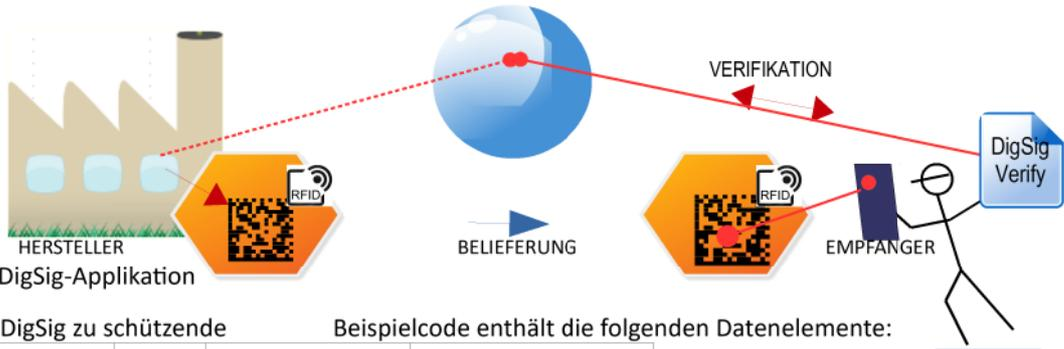 VERIFIKATION
DigSig
Verify
RFID
RFID
HERSTELLER
BELIEFERUNG
EMPFÄNGER
DigSig-Applikation
DigSig zu schützende
Beispielcode enthält die folgenden Datenelemente: